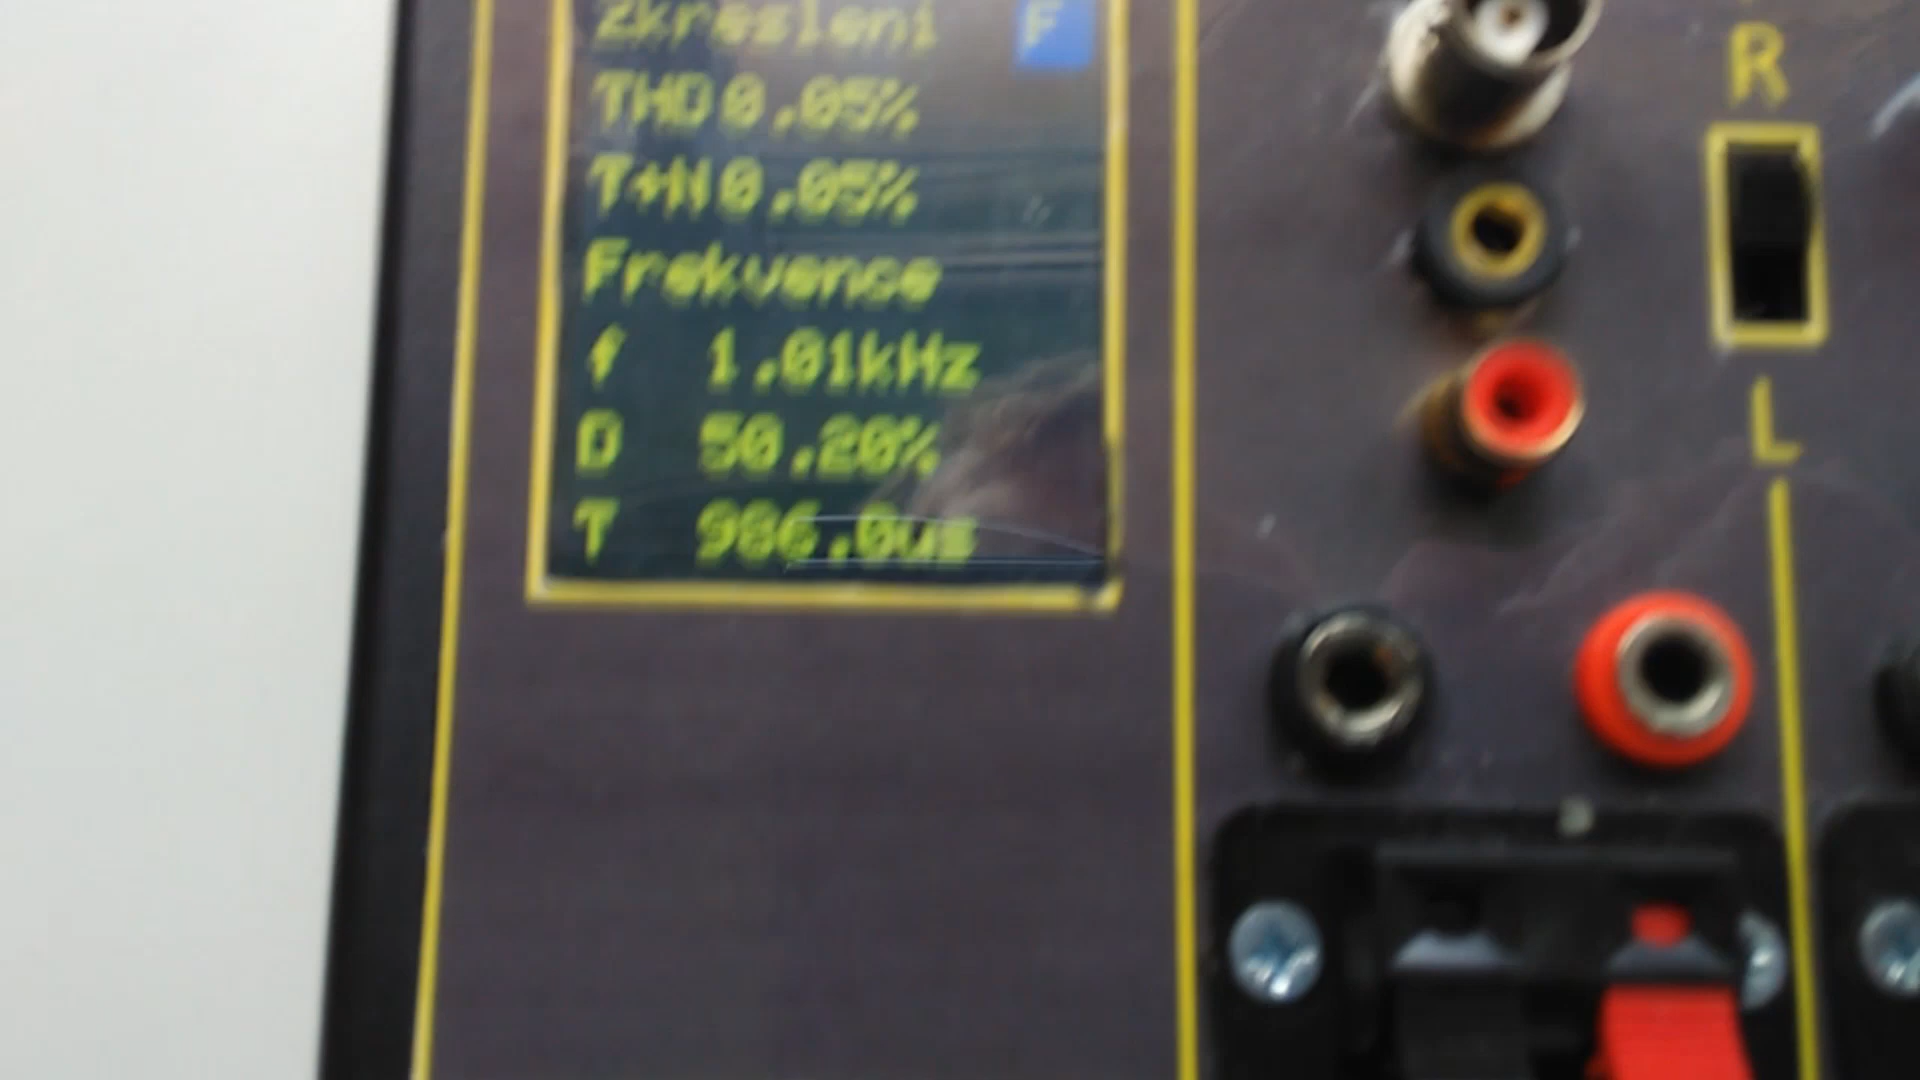 Zkresleni F
THD 0.05%
T+N 0.05%
Frekvence
f 1.01kHz
D 50.20%
T 986.0us
R
L